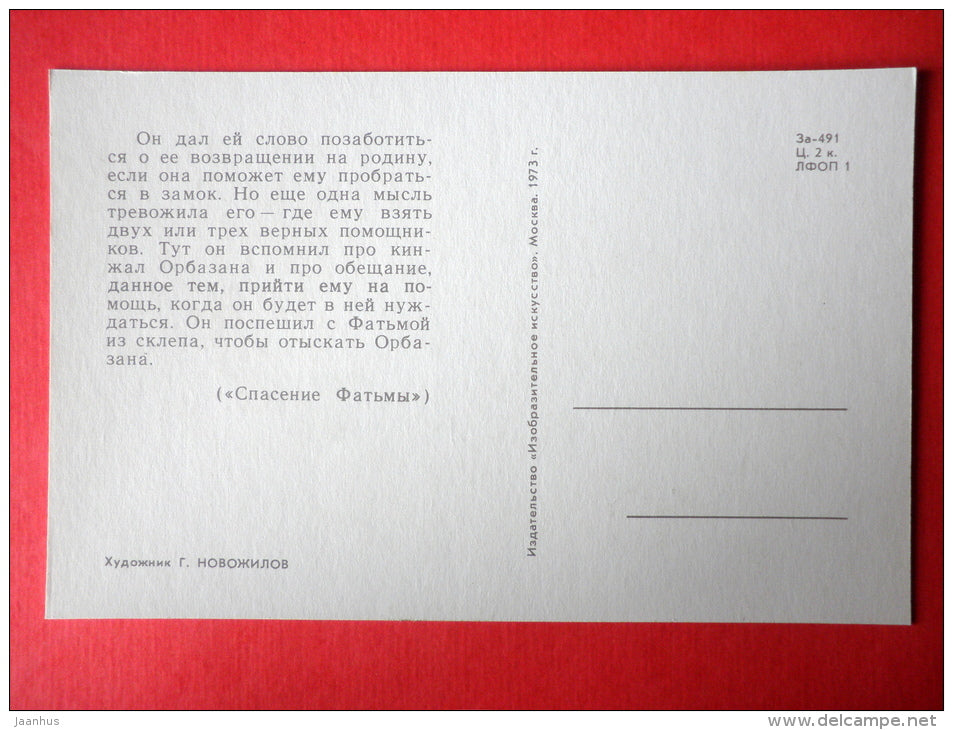 Он дал ей слово позаботить-
ся о ее возвращении на родину,
если она поможет ему пробрать-
ся в замок. Но еще одна мысль
тревожила его — где ему взять
двух или трех верных помощни-
ков. Тут он вспомнил про кин-
жал Орбазана и про обещание,
данное тем, прийти ему на по-
мощь, когда он будет в ней нуж-
даться. Он поспешил с Фатьмой
из склепа, чтобы отыскать Орба-
зана.
(«Спасение Фатьмы»)
Художник Г. НОВОЖИЛОВ
Издательство «Изобразительное искусство». Москва. 1973 г.
За-491
Ц. 2 к.
ЛФОП 1
jaanhus
delcampe.net